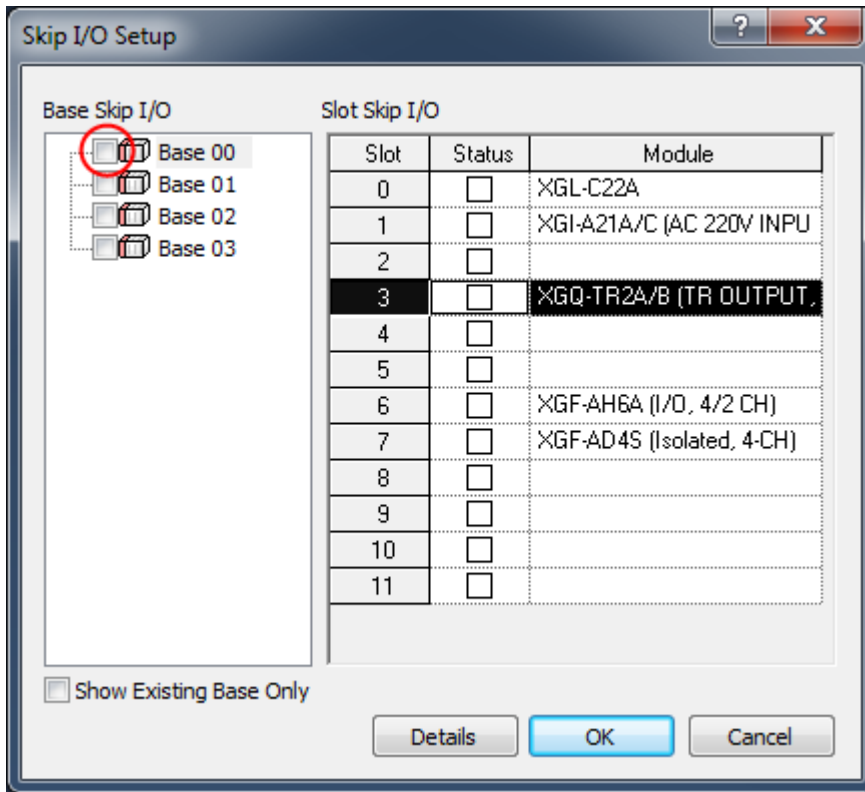 Skip I/O Setup
Base Skip I/O
Base 00
Base 01
Base 02
Base 03
Show Existing Base Only
Slot Skip I/O
Slot Status Module
0 XGL-C22A
1 XGI-A21A/C (AC 220V INPU
2
3 XGQ-TR2A/B (TR OUTPUT,
4
5
6 XGF-AH6A (I/O, 4/2 CH)
7 XGF-AD4S (Isolated, 4-CH)
8
9
10
11
Details OK Cancel